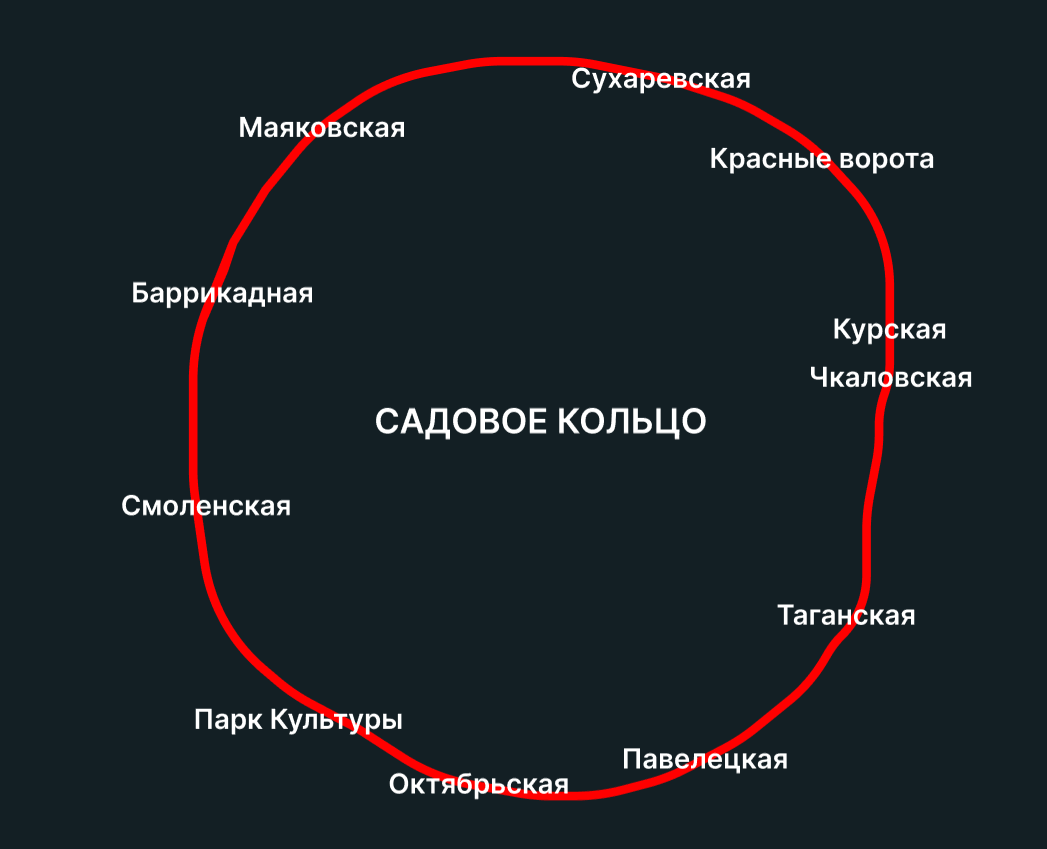 Сухаревская
Маяковская
Красные ворота
Баррикадная
Курская
Чкаловская
САДОВОЕ КОЛЬЦО
Смоленская
Таганская
Парк Культуры
Павелецкая
Октябрьская